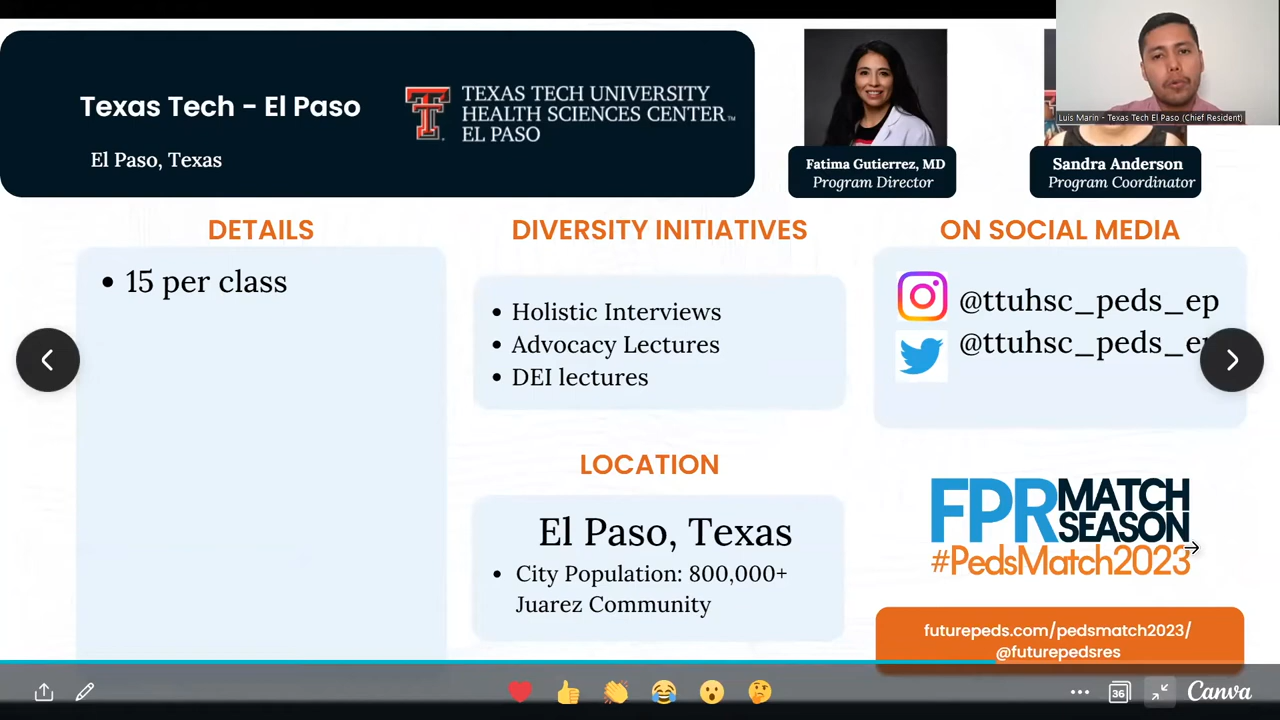 Texas Tech - El Paso
El Paso, Texas
TEXAS TECH UNIVERSITY
HEALTH SCIENCES CENTER™
EL PASO
Fatima Gutierrez, MD
Program Director
Luis Marin - Texas Tech El Paso (Chief Resident)
Sandra Anderson
Program Coordinator
DETAILS
• 15 per class
DIVERSITY INITIATIVES
• Holistic Interviews
• Advocacy Lectures
• DEI lectures
LOCATION
El Paso, Texas
• City Population: 800,000+
Juarez Community
ON SOCIAL MEDIA
@ttuhsc_peds_ep
@ttuhsc_peds_e
FPR MATCH
SEASON
#PedsMatch2023
futurepeds.com/pedsmatch2023/
@futurepedsres
36
Canva